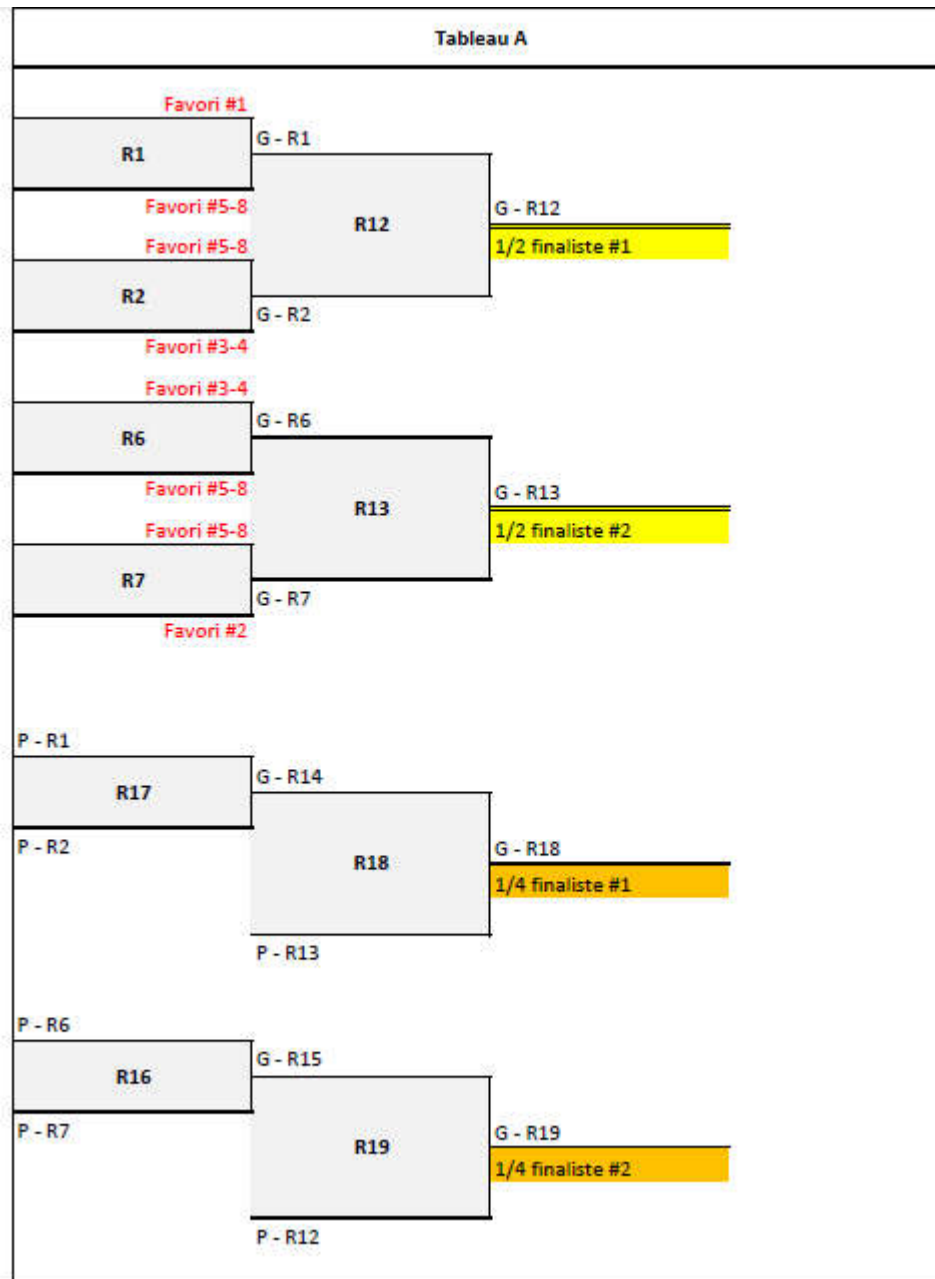 Tableau A
Favori #1
R1
G - R1
Favori #5-8
R12
G - R12
1/2 finaliste #1
Favori #5-8
R2
G - R2
Favori #3-4
Favori #3-4
R6
G - R6
Favori #5-8
R13
G - R13
1/2 finaliste #2
Favori #5-8
R7
G - R7
Favori #2
P - R1
R17
G - R14
P - R2
R18
G - R18
1/4 finaliste #1
P - R13
P - R6
R16
G - R15
P - R7
R19
G - R19
1/4 finaliste #2
P - R12